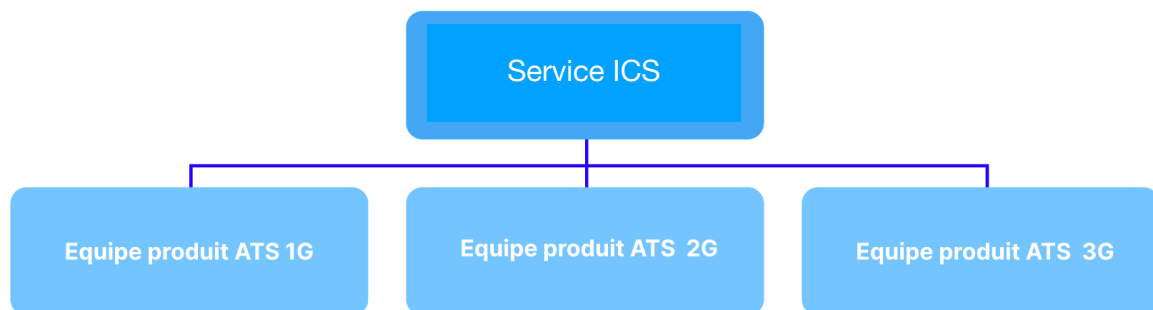 Service ICS
Equipe produit ATS 1G
Equipe produit ATS  2G
Equipe produit ATS  3G